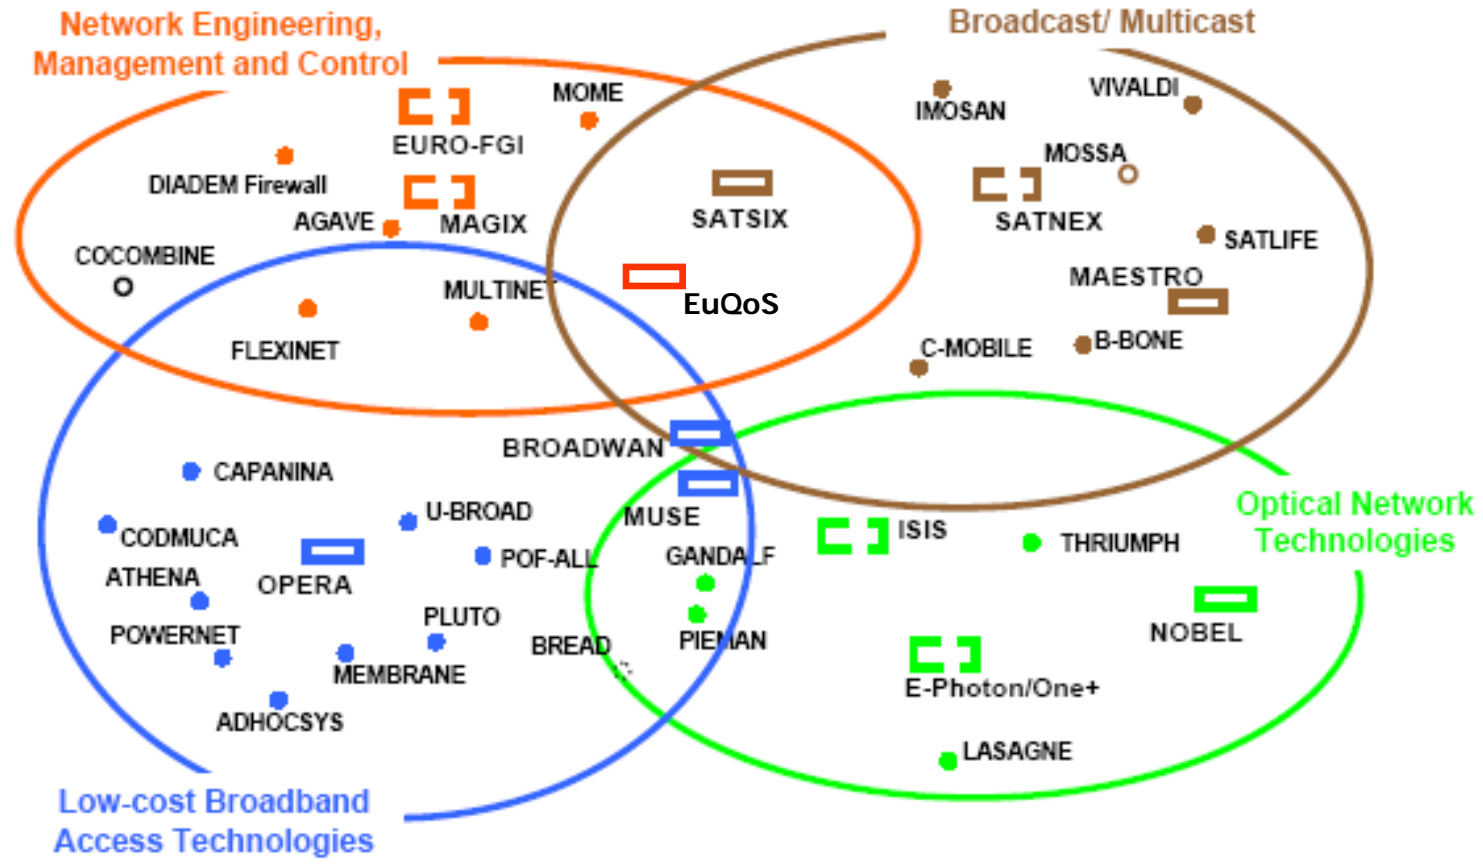 Network Engineering,
Management and Control
Broadcast/ Multicast
MOME
EURO-FGI
DIADEM Firewall
AGAVE
MAGIX
COCOMBINE
MULTINET
FLEXINET
SATSIX
EuQoS
IMOSAN
VIVALDI
MOSSA
SATNEX
SATLIFE
MAESTRO
C-MOBILE
B-BONE
BROADWAN
CAPANINA
U-BROAD
CODMUCA
POF-ALL
ATHENA
OPERA
POWERNET
PLUTO
MEMBRANE
ADHOCSYS
BREAD
MUSE
GANDALF
PIEMAN
ISIS
THRIUMPH
Optical Network
Technologies
NOBEL
E-Photon/One+
LASAGNE
Low-cost Broadband
Access Technologies